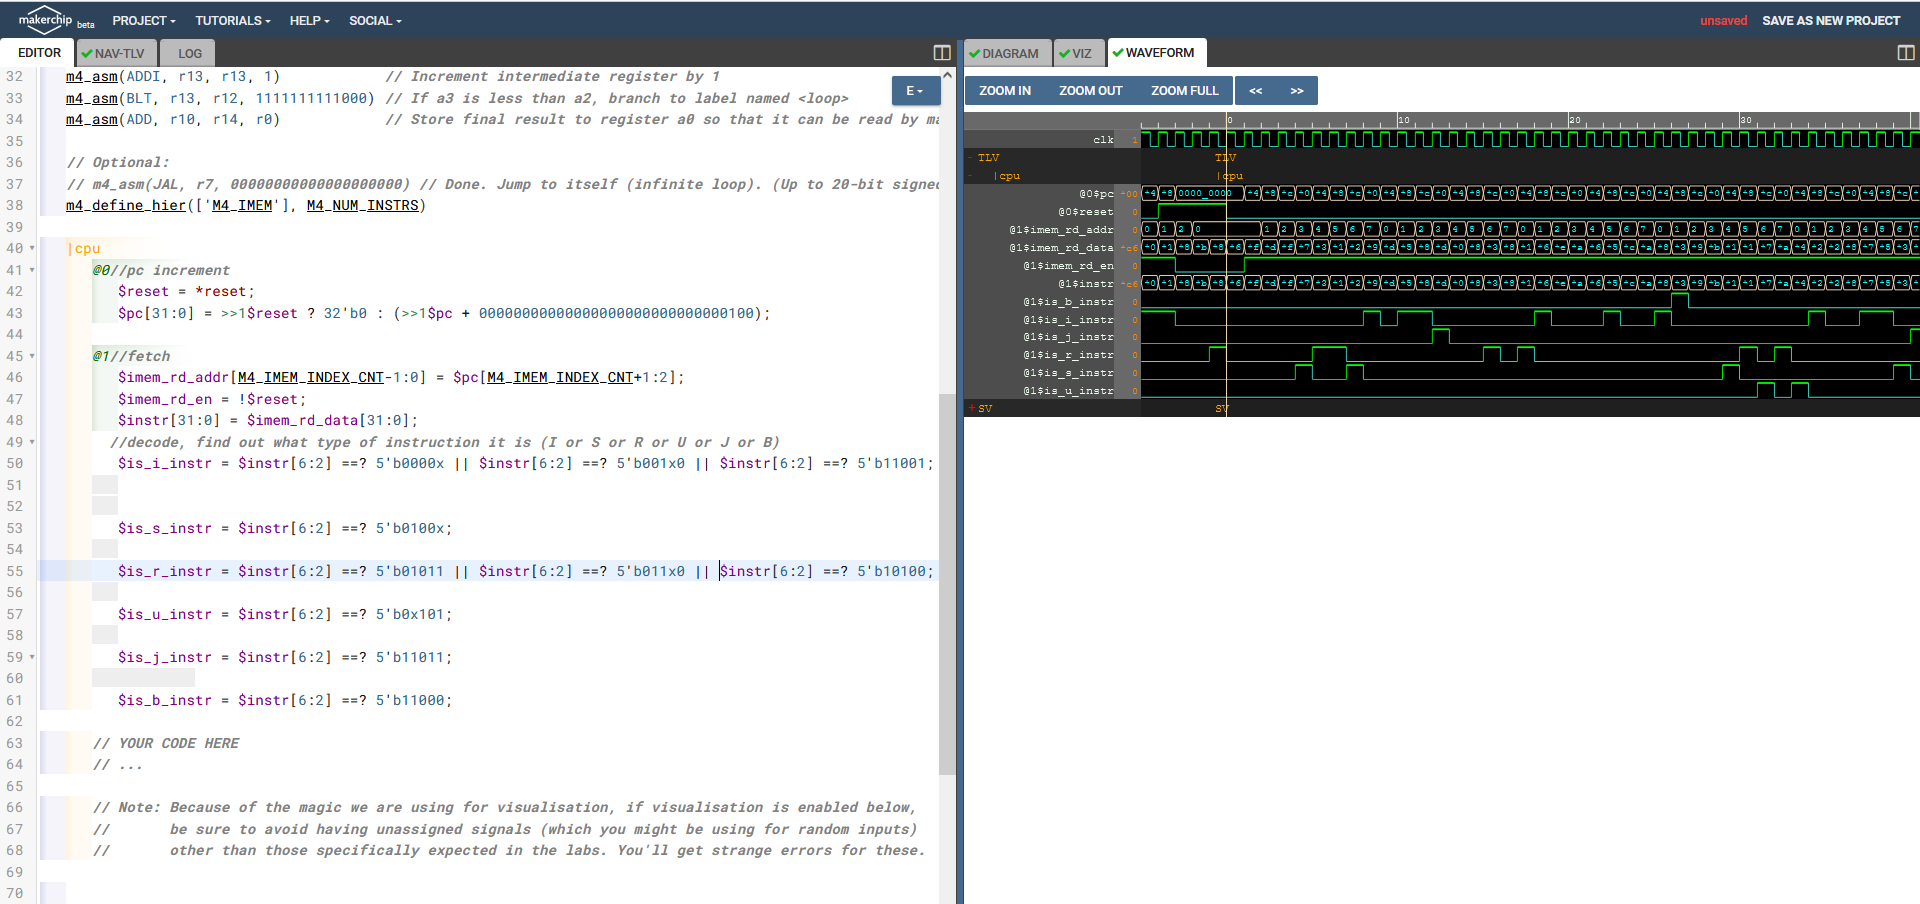 makerchip beta PROJECT TUTORIALS HELP SOCIAL unsaved SAVE AS NEW PROJECT
EDITOR NAV-TLV LOG
32 m4_asm(ADDI, r13, r13, 1) // Increment intermediate register by 1
33 m4_asm(BLT, r13, r12, 1111111111000) // If a3 is less than a2, branch to label named <loop>
34 m4_asm(ADD, r10, r14, r0) // Store final result to register a0 so that it can be read by ma
35
36 // Optional:
37 // m4_asm(JAL, r7, 00000000000000000000) // Done. Jump to itself (infinite loop). (Up to 20-bit signed
38 m4_define_hier(['M4_IMEM'], M4_NUM_INSTRS)
39
40 |cpu
41 @0//pc increment
42 $reset = *reset;
43 $pc[31:0] = >>1$reset ? 32'b0 : (>>1$pc + 00000000000000000000000000000100);
44
45 @1//fetch
46 $imem_rd_addr[M4_IMEM_INDEX_CNT-1:0] = $pc[M4_IMEM_INDEX_CNT+1:2];
47 $imem_rd_en = !$reset;
48 $instr[31:0] = $imem_rd_data[31:0];
49 //decode, find out what type of instruction it is (I or S or R or U or J or B)
50 $is_i_instr = $instr[6:2] ==? 5'b0000x || $instr[6:2] ==? 5'b001x0 || $instr[6:2] ==? 5'b11001;
51
52
53 $is_s_instr = $instr[6:2] ==? 5'b0100x;
54
55 $is_r_instr = $instr[6:2] ==? 5'b01011 || $instr[6:2] ==? 5'b011x0 || $instr[6:2] ==? 5'b10100;
56
57 $is_u_instr = $instr[6:2] ==? 5'b0x101;
58
59 $is_j_instr = $instr[6:2] ==? 5'b11011;
60
61 $is_b_instr = $instr[6:2] ==? 5'b11000;
62
63 // YOUR CODE HERE
64 // ...
65
66 // Note: Because of the magic we are using for visualisation, if visualisation is enabled below,
67 // be sure to avoid having unassigned signals (which you might be using for random inputs)
68 // other than those specifically expected in the labs. You'll get strange errors for these.
69
70
E
DIAGRAM VIZ WAVEFORM
ZOOM IN ZOOM OUT ZOOM FULL << >>
0 10 20 30
clk 1
- TLV TLV
- |cpu |cpu
@0$pc 0000_0000
@0$reset 0
@1$imem_rd_addr 0
@1$imem_rd_data
@1$imem_rd_en 0
@1$instr
@1$is_b_instr 0
@1$is_i_instr 0
@1$is_j_instr 0
@1$is_r_instr 0
@1$is_s_instr 0
@1$is_u_instr 0
+ SV SV